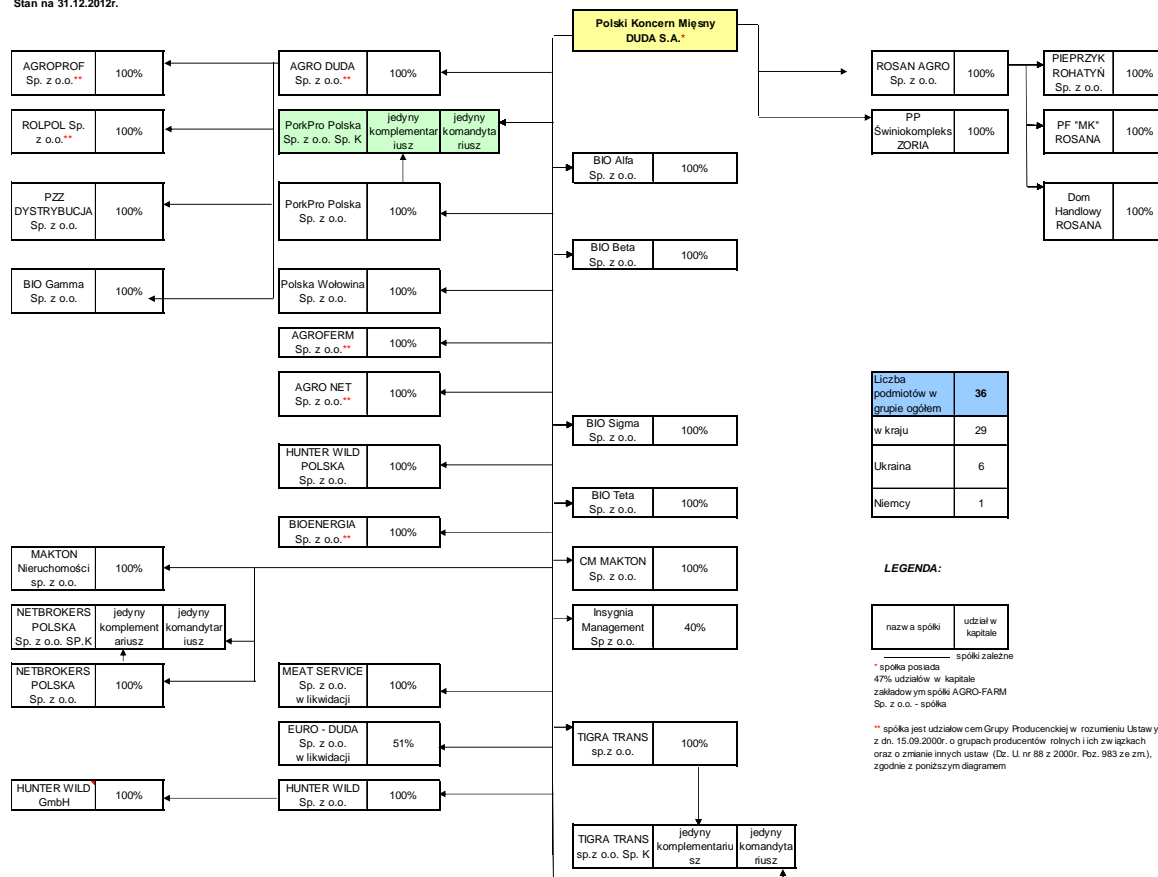 Stan na 31.12.2012r.
Polski Koncern Mięsny
DUDA S.A.*
AGROPROF
Sp. z o.o.**
100%
AGRO DUDA
Sp. z o.o.**
100%
ROSAN AGRO
Sp. z o.o.
100%
PIEPRZYK
ROHATYŃ
Sp. z o.o.
100%
ROLPOL Sp.
z o.o.**
100%
PorkPro Polska
Sp. z o.o. Sp. K
jedyny
komplementar
iusz
jedyny
komandyta
riusz
PP
Świniokompleks
ZORIA
100%
PF "MK"
ROSANA
100%
BIO Alfa
Sp. z o.o.
100%
PZZ
DYSTRYBUCJA
Sp. z o.o.
100%
PorkPro Polska
Sp. z o.o.
100%
Dom
Handlowy
ROSANA
100%
BIO Beta
Sp. z o.o.
100%
BIO Gamma
Sp. z o.o.
100%
Polska Wołowina
Sp. z o.o.
100%
AGROFERM
Sp. z o.o.**
100%
AGRO NET
Sp. z o.o.**
100%
Liczba
podmiotów w
grupie ogółem
36
w kraju
29
Ukraina
6
Niemcy
1
BIO Sigma
Sp. z o.o.
100%
HUNTER WILD
POLSKA
Sp. z o.o.
100%
BIO Teta
Sp. z o.o.
100%
BIOENERGIA
Sp. z o.o.**
100%
MAKTON
Nieruchomości
sp. z o.o.
100%
CM MAKTON
Sp. z o.o.
100%
LEGENDA:
NETBROKERS
POLSKA
Sp. z o.o. SP.K
jedyny
komplement
ariusz
jedyny
komandytar
iusz
Insygnia
Management
Sp z o.o.
40%
nazwa spółki
udział w
kapitale
spółki zależne
NETBROKERS
POLSKA
Sp. z o.o.
100%
MEAT SERVICE
Sp. z o.o.
w likwidacji
100%
* spółka posiada
47% udziałów w kapitale
zakładowym spółki AGRO-FARM
Sp. z o.o. - spółka
EURO - DUDA
Sp. z o.o.
w likwidacji
51%
TIGRA TRANS
sp.z o.o.
100%
** spółka jest udziałowcem Grupy Producenckiej w rozumieniu Ustawy
z dn. 15.09.2000r. o grupach producentów rolnych i ich związkach
oraz o zmianie innych ustaw (Dz. U. nr 88 z 2000r. Poz. 983 ze zm.),
zgodnie z poniższym diagramem
HUNTER WILD
GmbH
100%
HUNTER WILD
Sp. z o.o.
100%
TIGRA TRANS
sp.z o.o. Sp. K
jedyny
komplementariu
sz
jedyny
komandyta
riusz